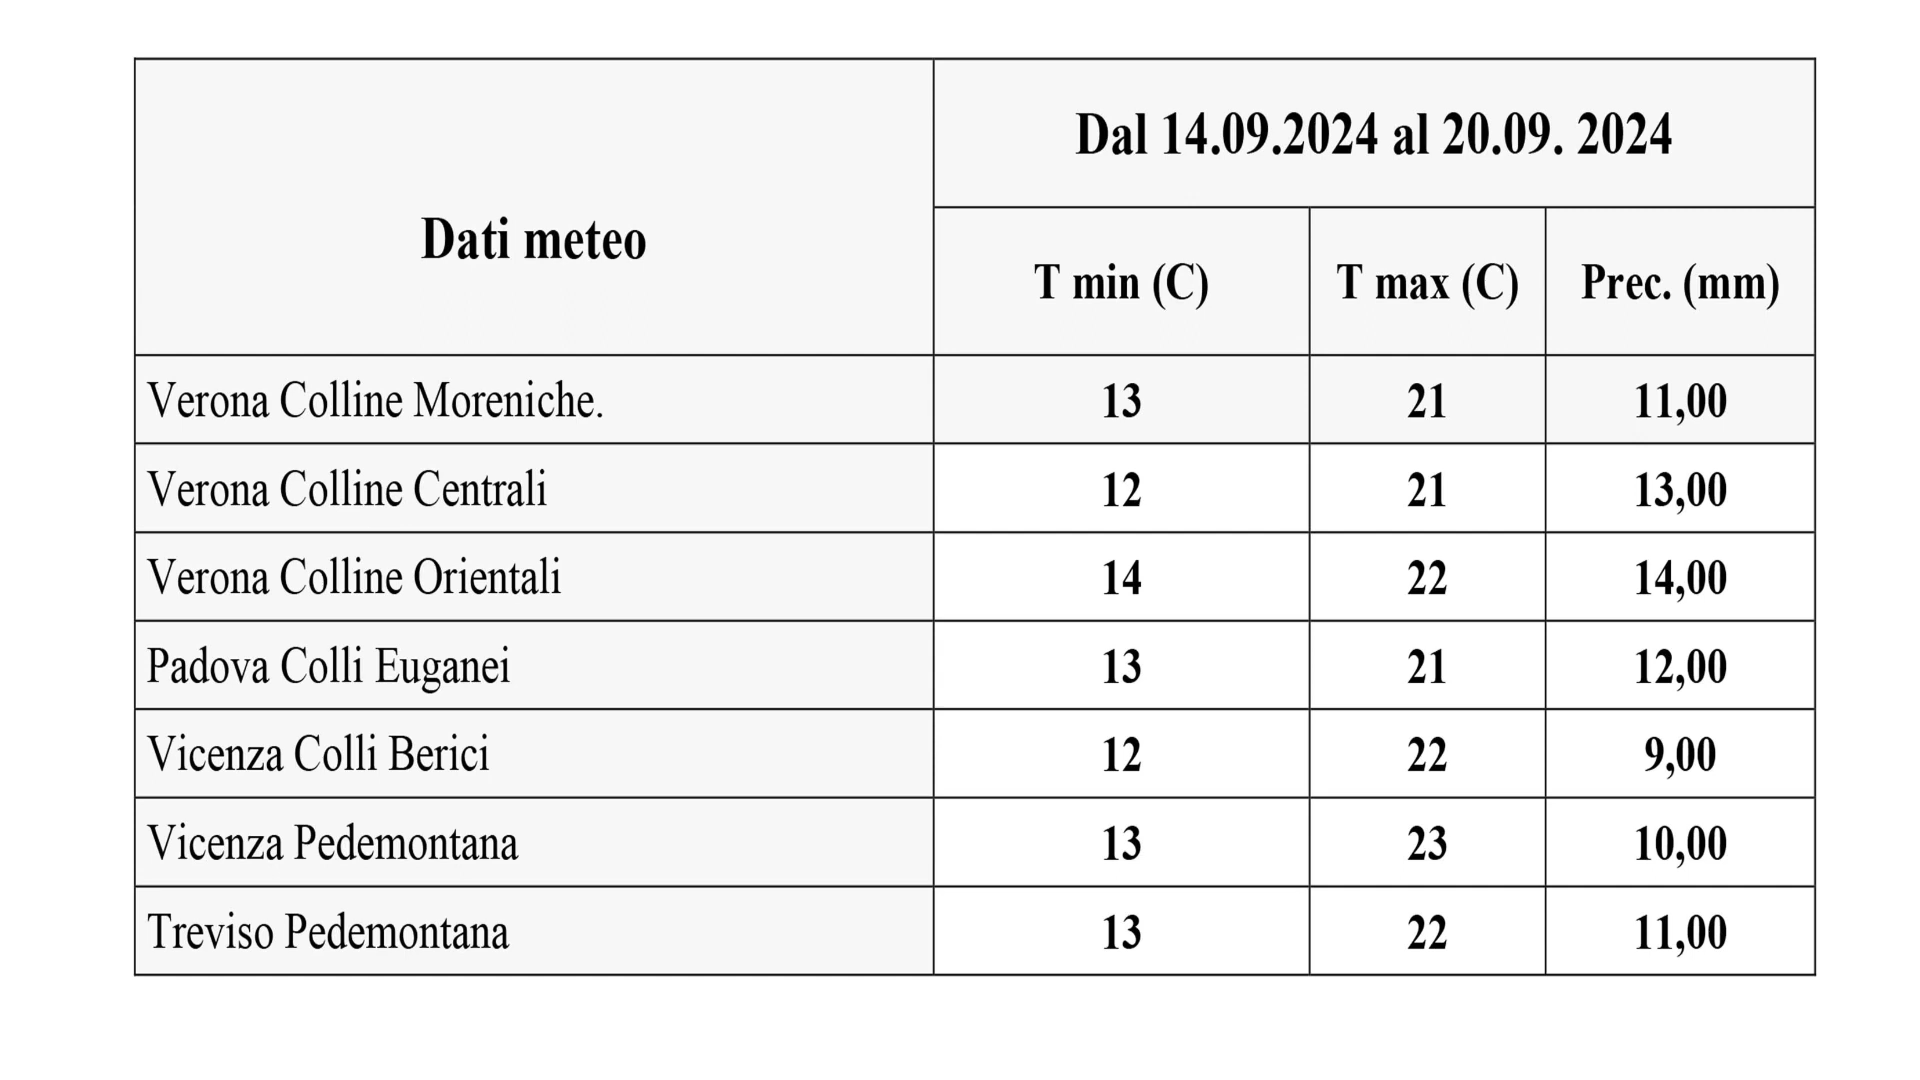 Dati meteo
Dal 14.09.2024 al 20.09. 2024
T min (C) T max (C) Prec. (mm)
Verona Colline Moreniche. 13 21 11,00
Verona Colline Centrali 12 21 13,00
Verona Colline Orientali 14 22 14,00
Padova Colli Euganei 13 21 12,00
Vicenza Colli Berici 12 22 9,00
Vicenza Pedemontana 13 23 10,00
Treviso Pedemontana 13 22 11,00